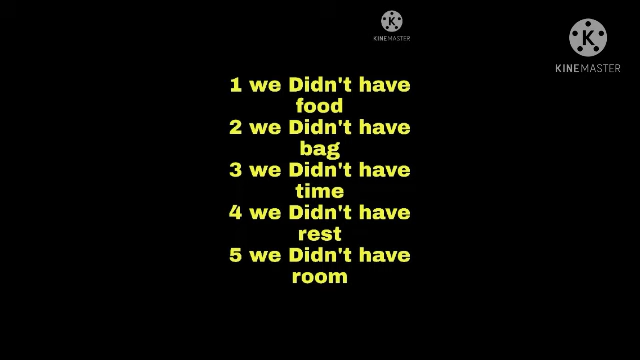 KINEMASTER
KINEMASTER
1 we Didn't have
food
2 we Didn't have
bag
3 we Didn't have
time
4 we Didn't have
rest
5 we Didn't have
room